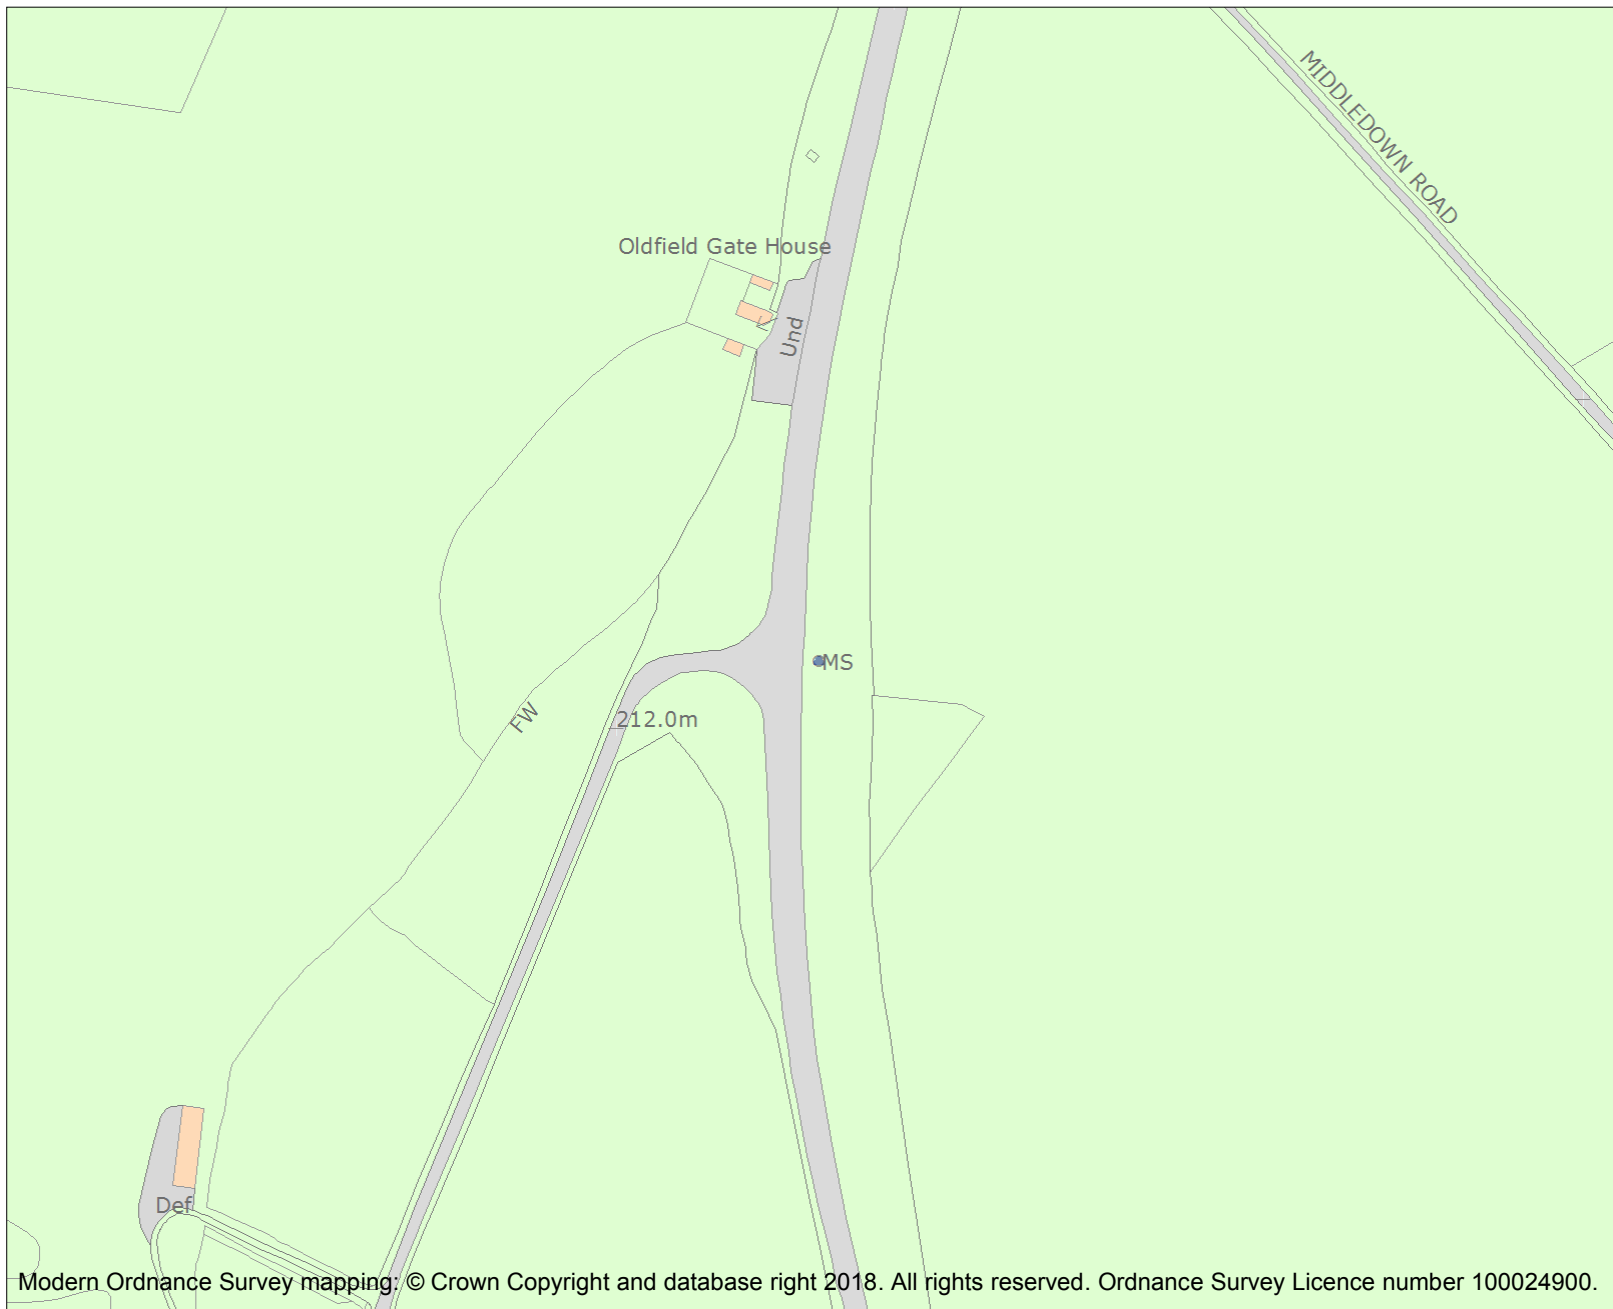 MIDDLEDOWN ROAD
Oldfield Gate House
Und
MS
FW
212.0m
Def
Modern Ordnance Survey mapping: © Crown Copyright and database right 2018. All rights reserved. Ordnance Survey Licence number 100024900.